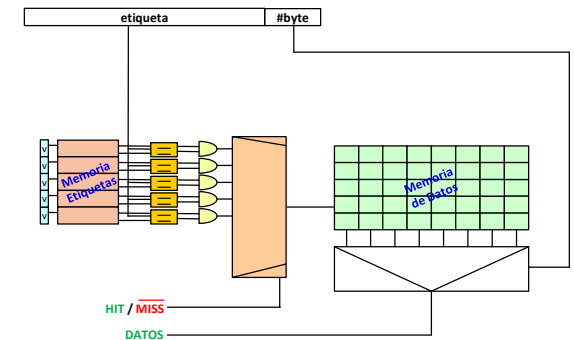 etiqueta #byte
V
V
V
V
V
Memoria
Etiquetas
=
=
=
=
=
Memoria
de Datos
HIT / MISS
DATOS